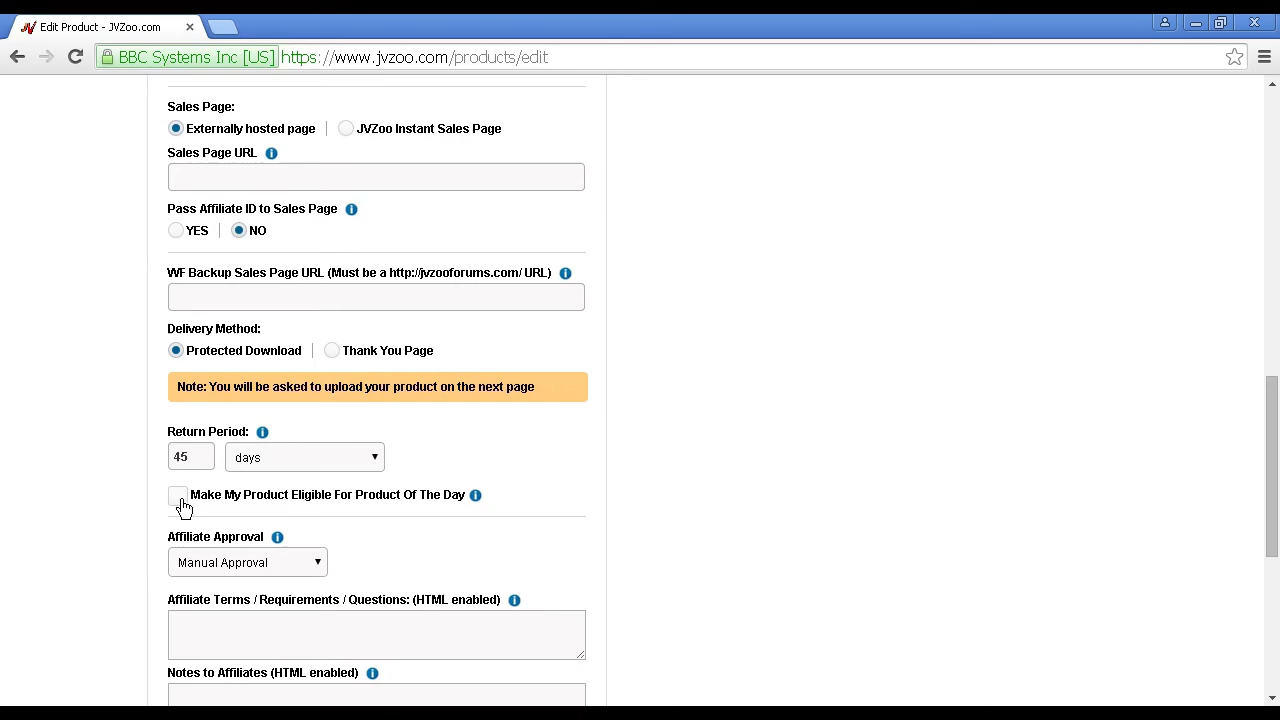 Edit Product - JVZoo.com
BBC Systems Inc [US] https://www.jvzoo.com/products/edit
Sales Page:
Externally hosted page | JVZoo Instant Sales Page
Sales Page URL
Pass Affiliate ID to Sales Page
YES | NO
WF Backup Sales Page URL (Must be a http://jvzooforums.com/ URL)
Delivery Method:
Protected Download | Thank You Page
Note: You will be asked to upload your product on the next page
Return Period:
45 days
Make My Product Eligible For Product Of The Day
Affiliate Approval
Manual Approval
Affiliate Terms / Requirements / Questions: (HTML enabled)
Notes to Affiliates (HTML enabled)